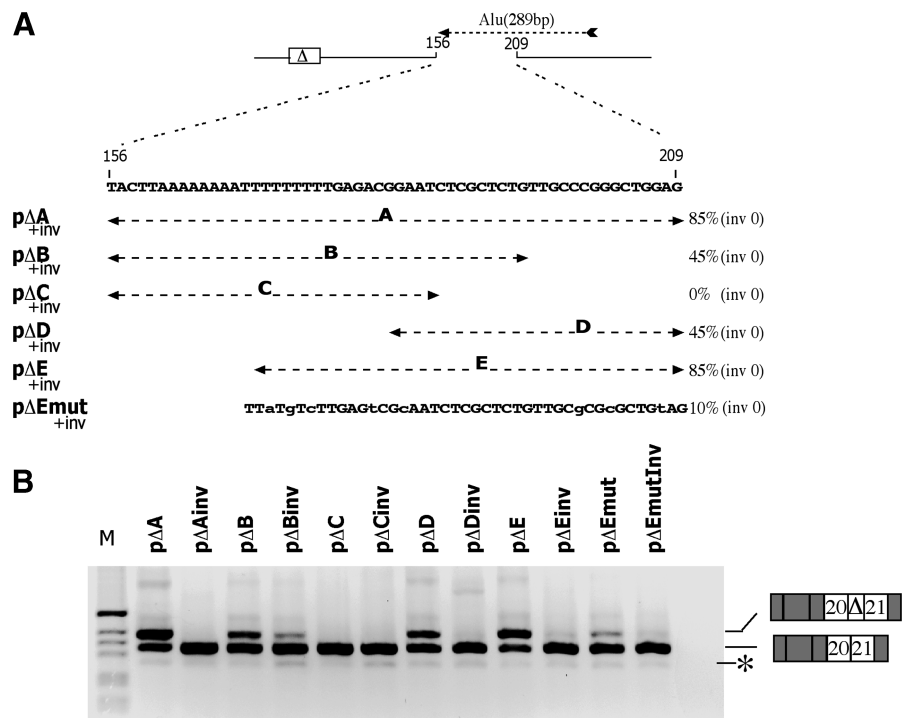 A
Alu(289bp)
156 209
Δ
156 209
TACTTAAAAAAAAATTTTTTTTTTGAGACGGAATCTCGCTCTGTTGCCCGGGCTGGAG
pΔA +inv A 85% (inv 0)
pΔB +inv B 45% (inv 0)
pΔC +inv C 0% (inv 0)
pΔD +inv D 45% (inv 0)
pΔE +inv E 85% (inv 0)
pΔEmut +inv TTaTgTcTTGAGtCGcAATCTCGCTCTGTTGCgCGcGCTGtAG 10% (inv 0)
B
M pΔA pΔAinv pΔB pΔBinv pΔC pΔCinv pΔD pΔDinv pΔE pΔEinv pΔEmut pΔEmutInv
20 Δ 21
20 21
*